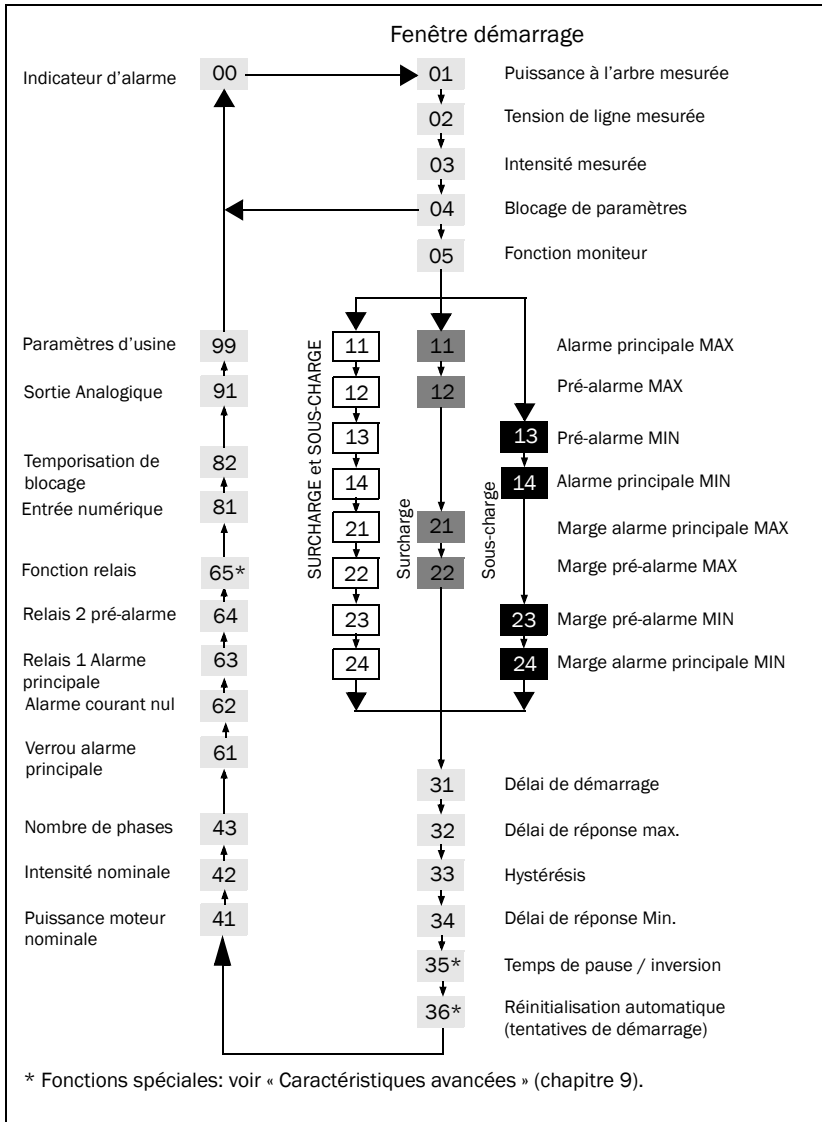 Fenêtre démarrage
Indicateur d'alarme 00 01 Puissance à l'arbre mesurée
02 Tension de ligne mesurée
03 Intensité mesurée
04 Blocage de paramètres
05 Fonction moniteur
SURCHARGE et SOUS-CHARGE
Surcharge
Sous-charge
Paramètres d'usine 99 11 11 Alarme principale MAX
Sortie Analogique 91 12 12 Pré-alarme MAX
13 13 Pré-alarme MIN
Temporisation de
blocage 82 14 14 Alarme principale MIN
Entrée numérique 81 21 21 Marge alarme principale MAX
Fonction relais 65* 22 22 Marge pré-alarme MAX
Relais 2 pré-alarme 64 23 23 Marge pré-alarme MIN
Relais 1 Alarme
principale 63 24 24 Marge alarme principale MIN
Alarme courant nul 62
Verrou alarme
principale 61
31 Délai de démarrage
Nombre de phases 43 32 Délai de réponse max.
Intensité nominale 42 33 Hystérésis
Puissance moteur
nominale 41 34 Délai de réponse Min.
35* Temps de pause / inversion
36* Réinitialisation automatique
(tentatives de démarrage)
* Fonctions spéciales: voir « Caractéristiques avancées » (chapitre 9).